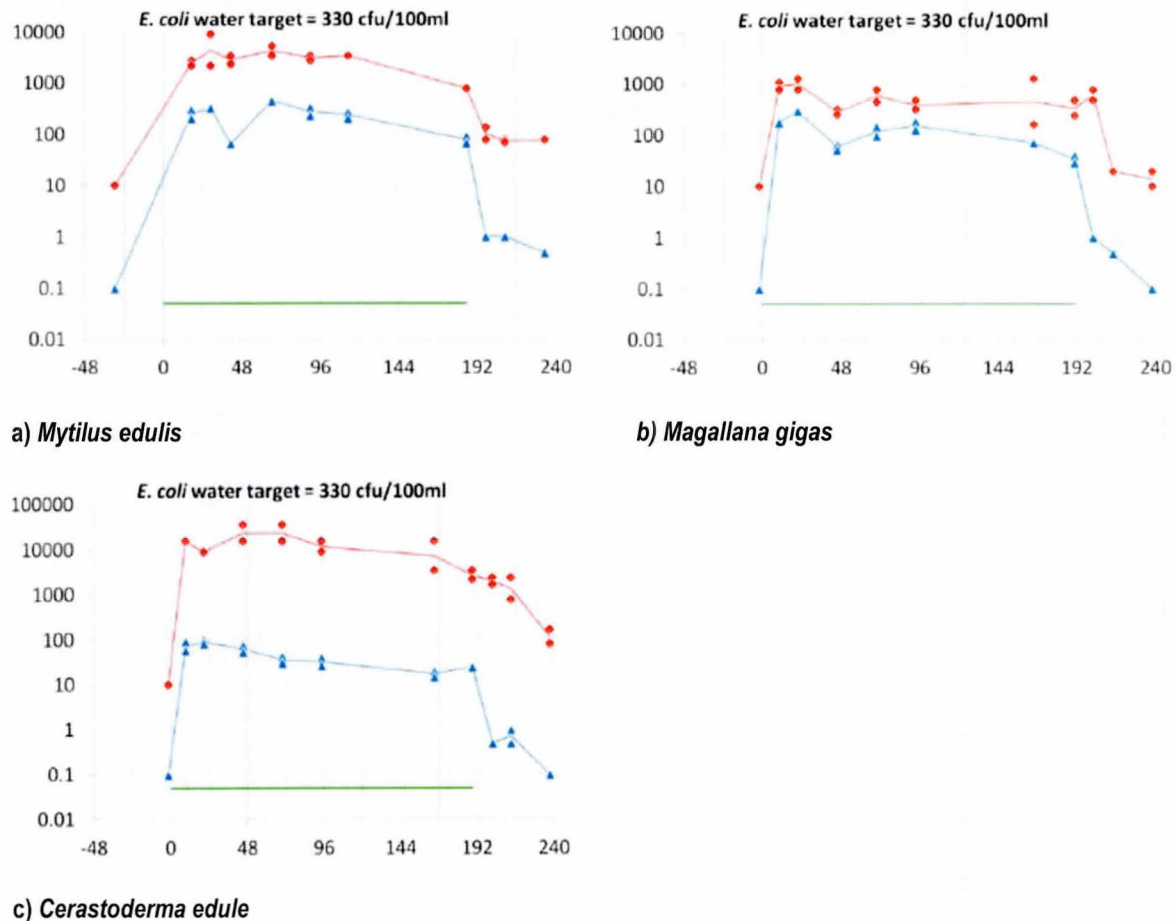 E. coli water target = 330 cfu/100ml
10000
1000
100
10
1
0.1
0.01
-48 0 48 96 144 192 240
a) Mytilus edulis
E. coli water target = 330 cfu/100ml
10000
1000
100
10
1
0.1
0.01
-48 0 48 96 144 192 240
b) Magallana gigas
E. coli water target = 330 cfu/100ml
100000
10000
1000
100
10
1
0.1
0.01
-48 0 48 96 144 192 240
c) Cerastoderma edule